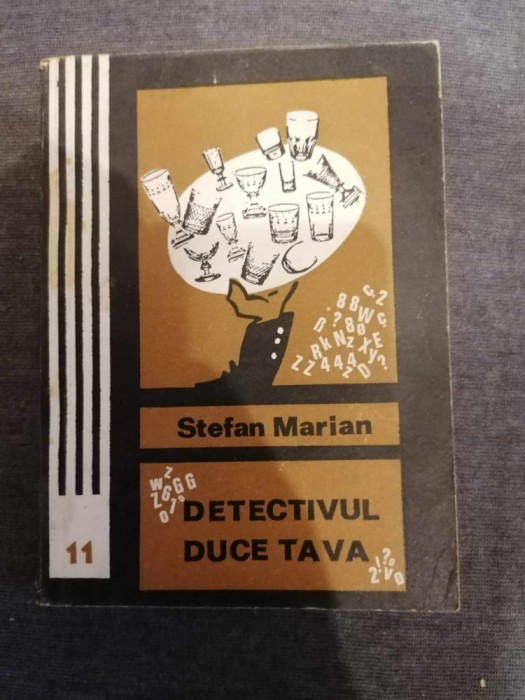 Stefan Marian
DETECTIVUL
DUCE TAVA
11